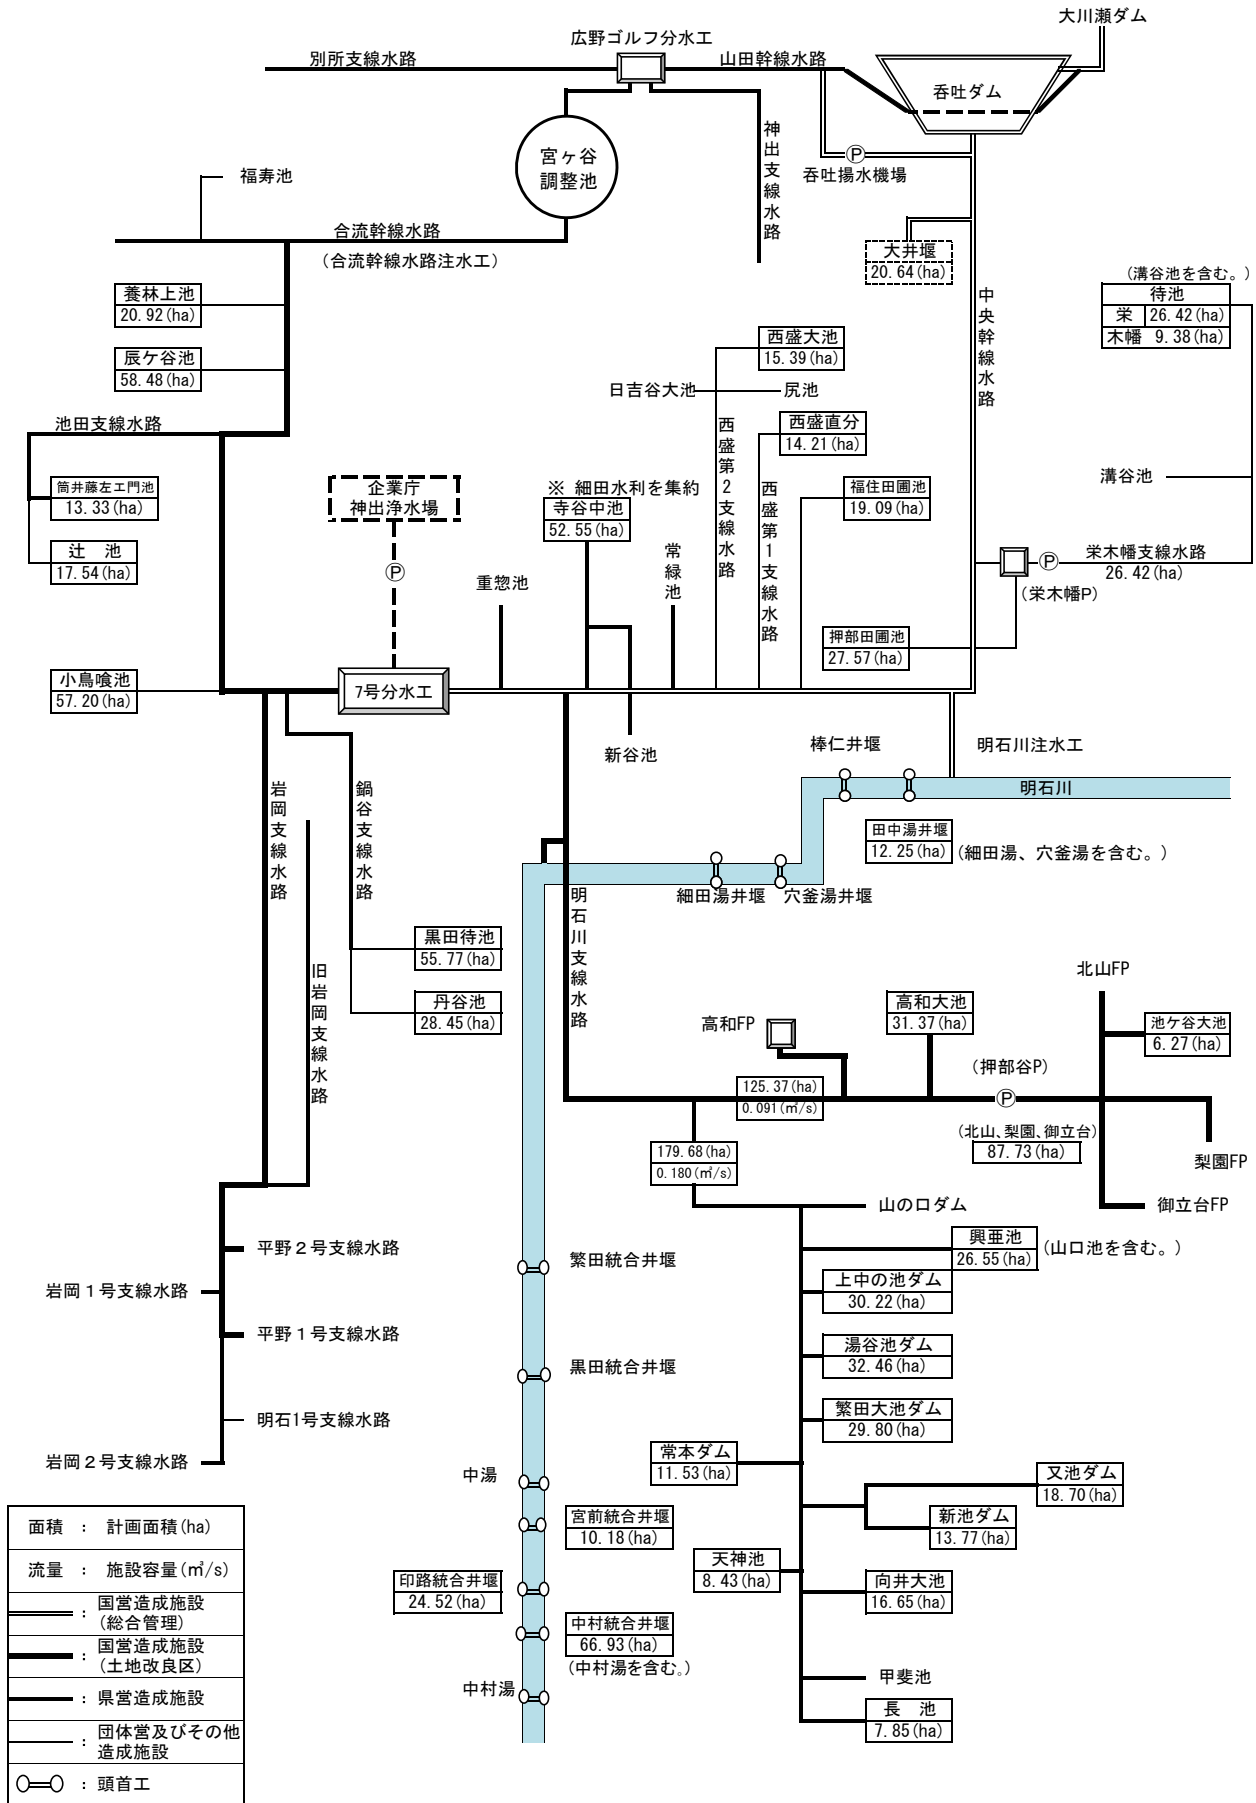 大川瀬ダム
広野ゴルフ分水工
別所支線水路
山田幹線水路
呑吐ダム
神出支線水路
宮ヶ谷
調整池
呑吐揚水機場
P
福寿池
合流幹線水路
(合流幹線水路注水工)
大井堰
20.64(ha)
中央幹線水路
(溝谷池を含む。)
待池
栄 26.42(ha)
木幡 9.38(ha)
養林上池
20.92(ha)
辰ケ谷池
58.48(ha)
西盛大池
15.39(ha)
日吉谷大池
尻池
西盛第2支線水路
西盛直分
14.21(ha)
西盛第1支線水路
池田支線水路
筒井藤左エ門池
13.33(ha)
辻 池
17.54(ha)
企業庁
神出浄水場
P
※ 細田水利を集約
寺谷中池
52.55(ha)
福住田圃池
19.09(ha)
溝谷池
常緑池
重惣池
P
栄木幡支線水路
26.42(ha)
(栄木幡P)
押部田圃池
27.57(ha)
小鳥喰池
57.20(ha)
7号分水工
新谷池
棒仁井堰
明石川注水工
明石川
岩岡支線水路
鍋谷支線水路
田中湯井堰
12.25(ha)
(細田湯、穴釜湯を含む。)
細田湯井堰
穴釜湯井堰
明石川支線水路
黒田待池
55.77(ha)
旧岩岡支線水路
丹谷池
28.45(ha)
北山FP
高和FP
高和大池
31.37(ha)
池ケ谷大池
6.27(ha)
(押部谷P)
P
125.37(ha)
0.091(㎥/s)
(北山、梨園、御立台)
87.73(ha)
179.68(ha)
0.180(㎥/s)
梨園FP
山の口ダム
御立台FP
興亜池
26.55(ha)
(山口池を含む。)
平野2号支線水路
繁田統合井堰
岩岡1号支線水路
上中の池ダム
30.22(ha)
平野1号支線水路
湯谷池ダム
32.46(ha)
黒田統合井堰
繁田大池ダム
29.80(ha)
明石1号支線水路
岩岡2号支線水路
常本ダム
11.53(ha)
中湯
又池ダム
18.70(ha)
宮前統合井堰
10.18(ha)
新池ダム
13.77(ha)
天神池
8.43(ha)
印路統合井堰
24.52(ha)
向井大池
16.65(ha)
中村統合井堰
66.93(ha)
(中村湯を含む。)
中村湯
甲斐池
長 池
7.85(ha)
面積 : 計画面積(ha)
流量 : 施設容量(㎥/s)
: 国営造成施設
(総合管理)
: 国営造成施設
(土地改良区)
: 県営造成施設
: 団体営及びその他
造成施設
: 頭首工